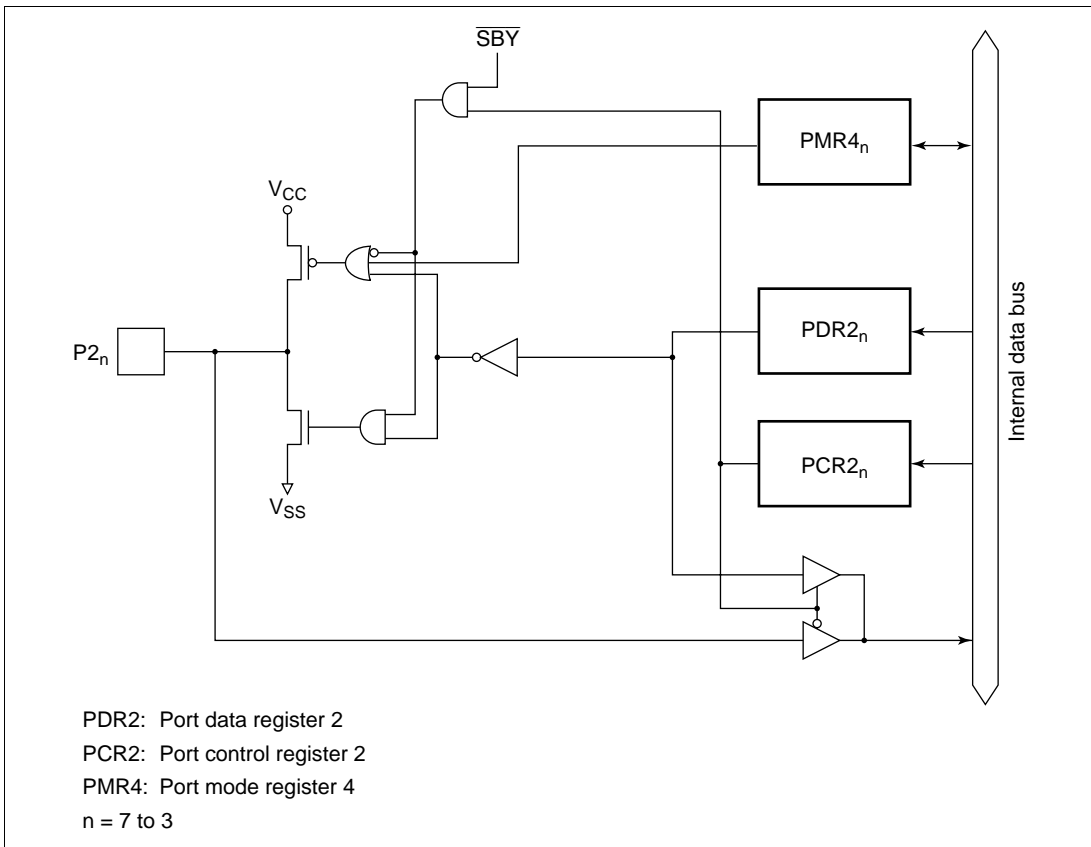 SBY
PMR4n
VCC
PDR2n
P2n
Internal data bus
PCR2n
VSS
PDR2: Port data register 2
PCR2: Port control register 2
PMR4: Port mode register 4
n = 7 to 3